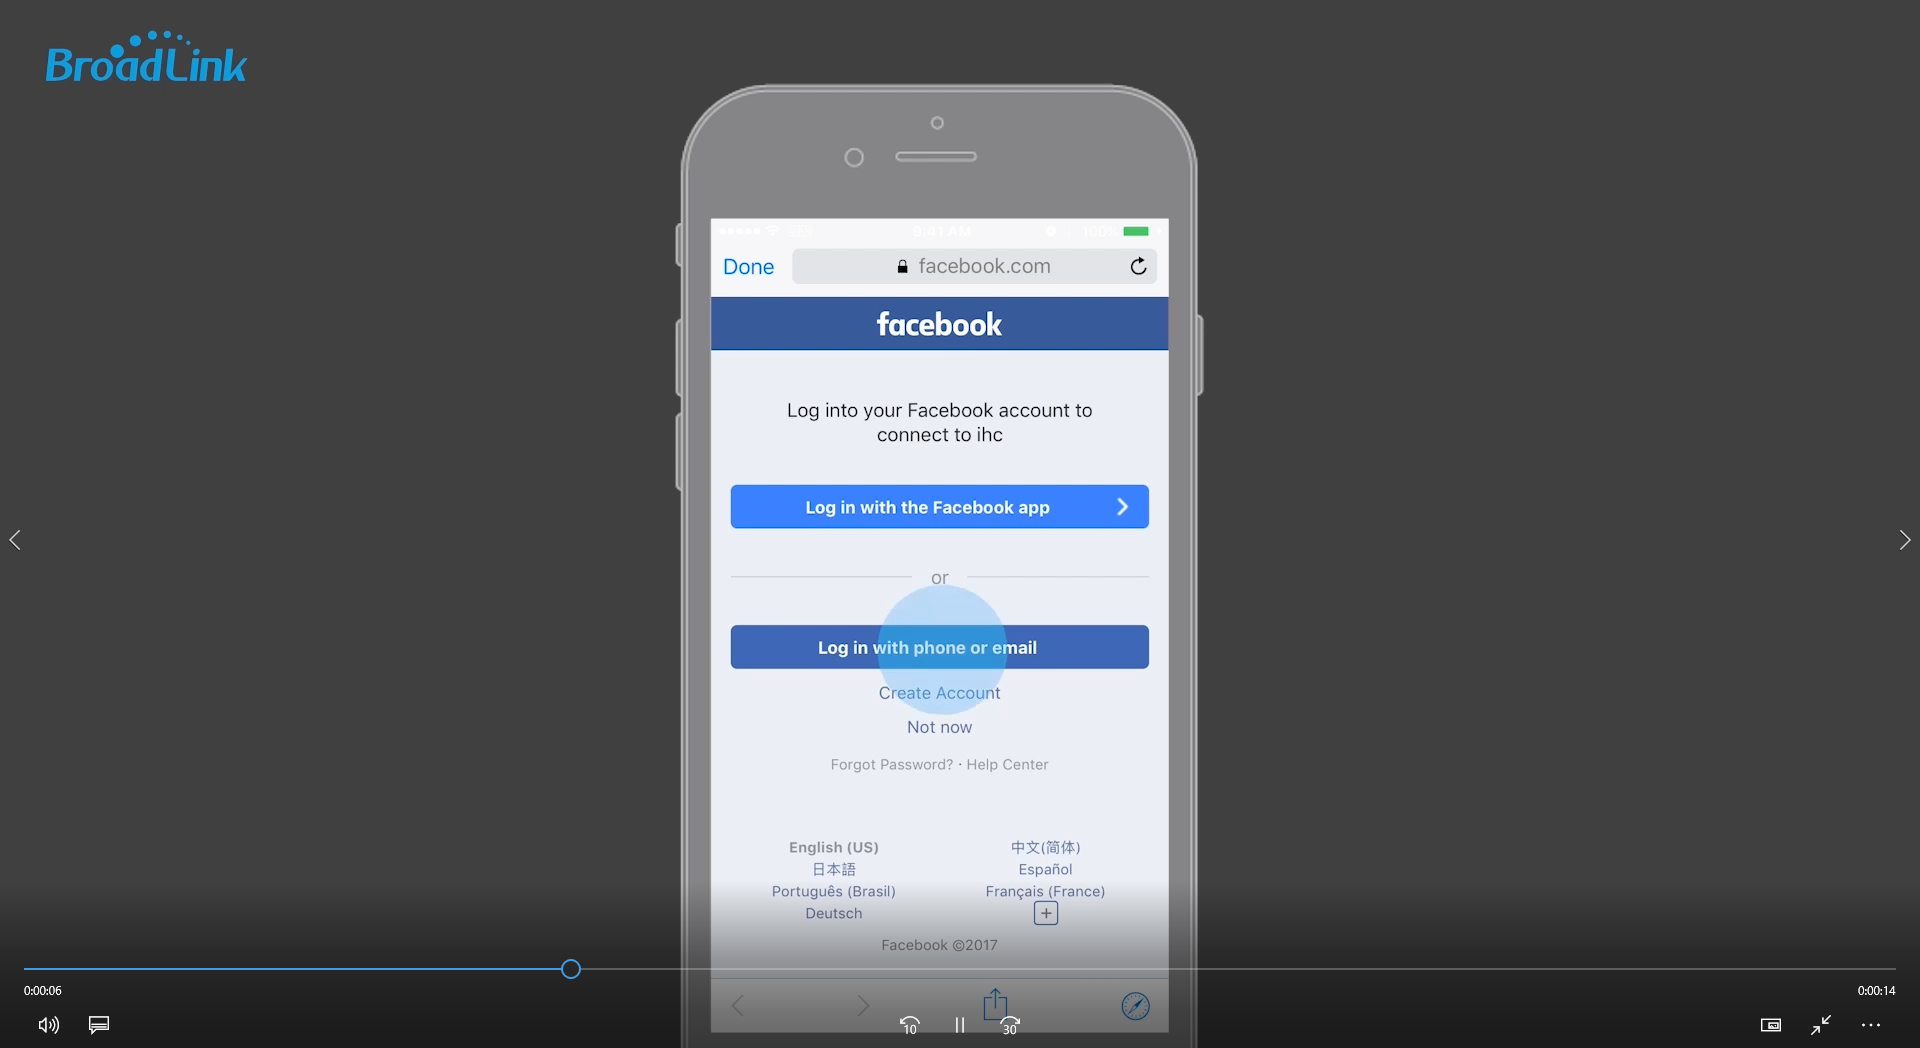 BroadLink
9:41 AM
100%
Done
facebook.com
facebook
Log into your Facebook account to
connect to ihc
Log in with the Facebook app
or
Log in with phone or email
Create Account
Not now
Forgot Password? · Help Center
English (US)
中文(简体)
日本語
Español
Português (Brasil)
Français (France)
Deutsch
Facebook ©2017
0:00:06
0:00:14
10
30